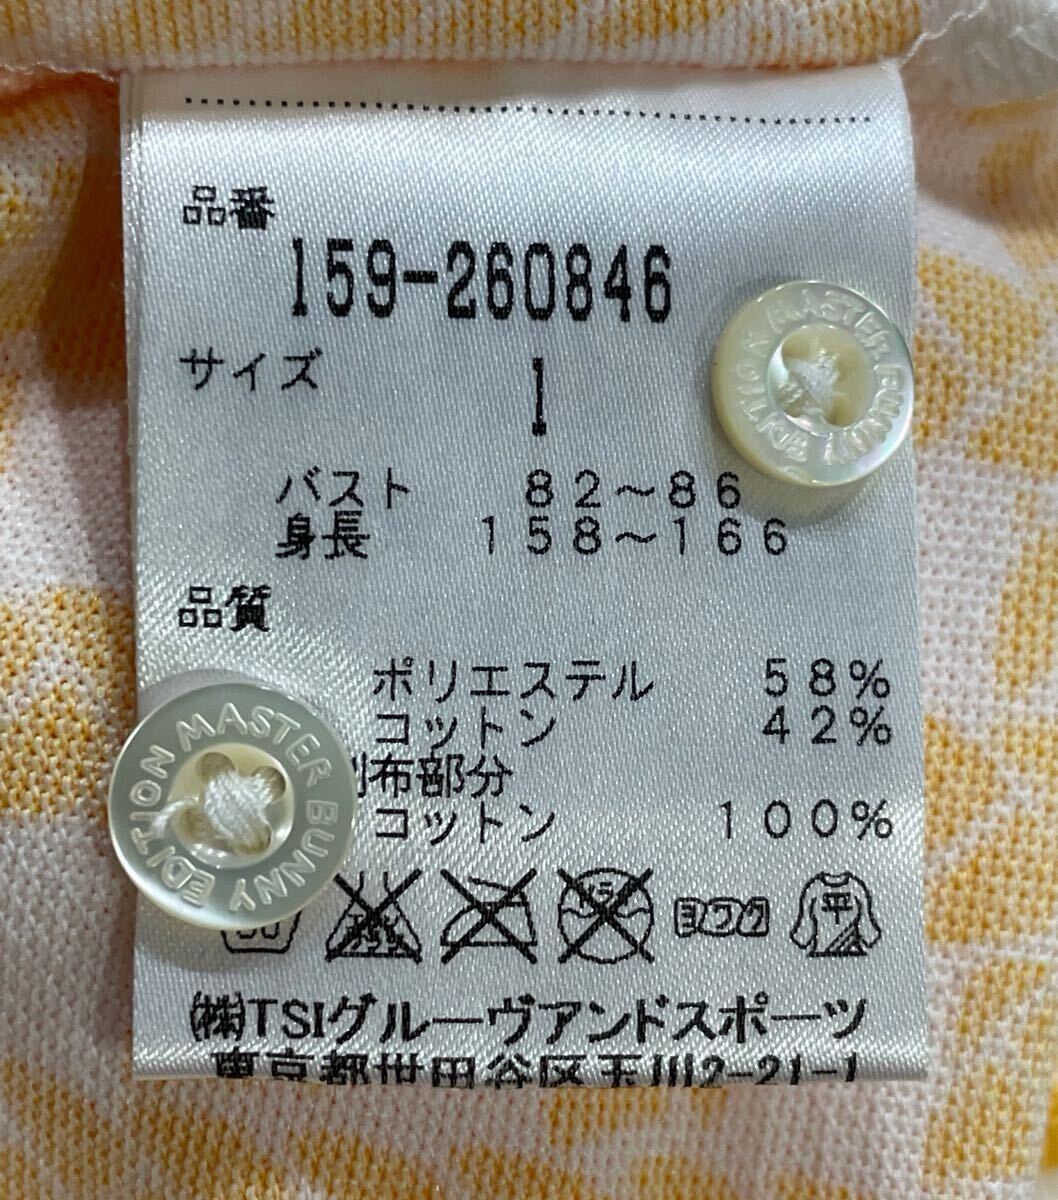 品番
159-260846
サイズ 1
バスト 82～86
身長 158～166
品質
ポリエステル 58%
コットン 42%
別布部分
コットン 100%
平
㈱TSIグルーヴアンドスポーツ
東京都世田谷区玉川2-21-1
MASTER BUNNY EDITION
MASTER BUNNY EDITION